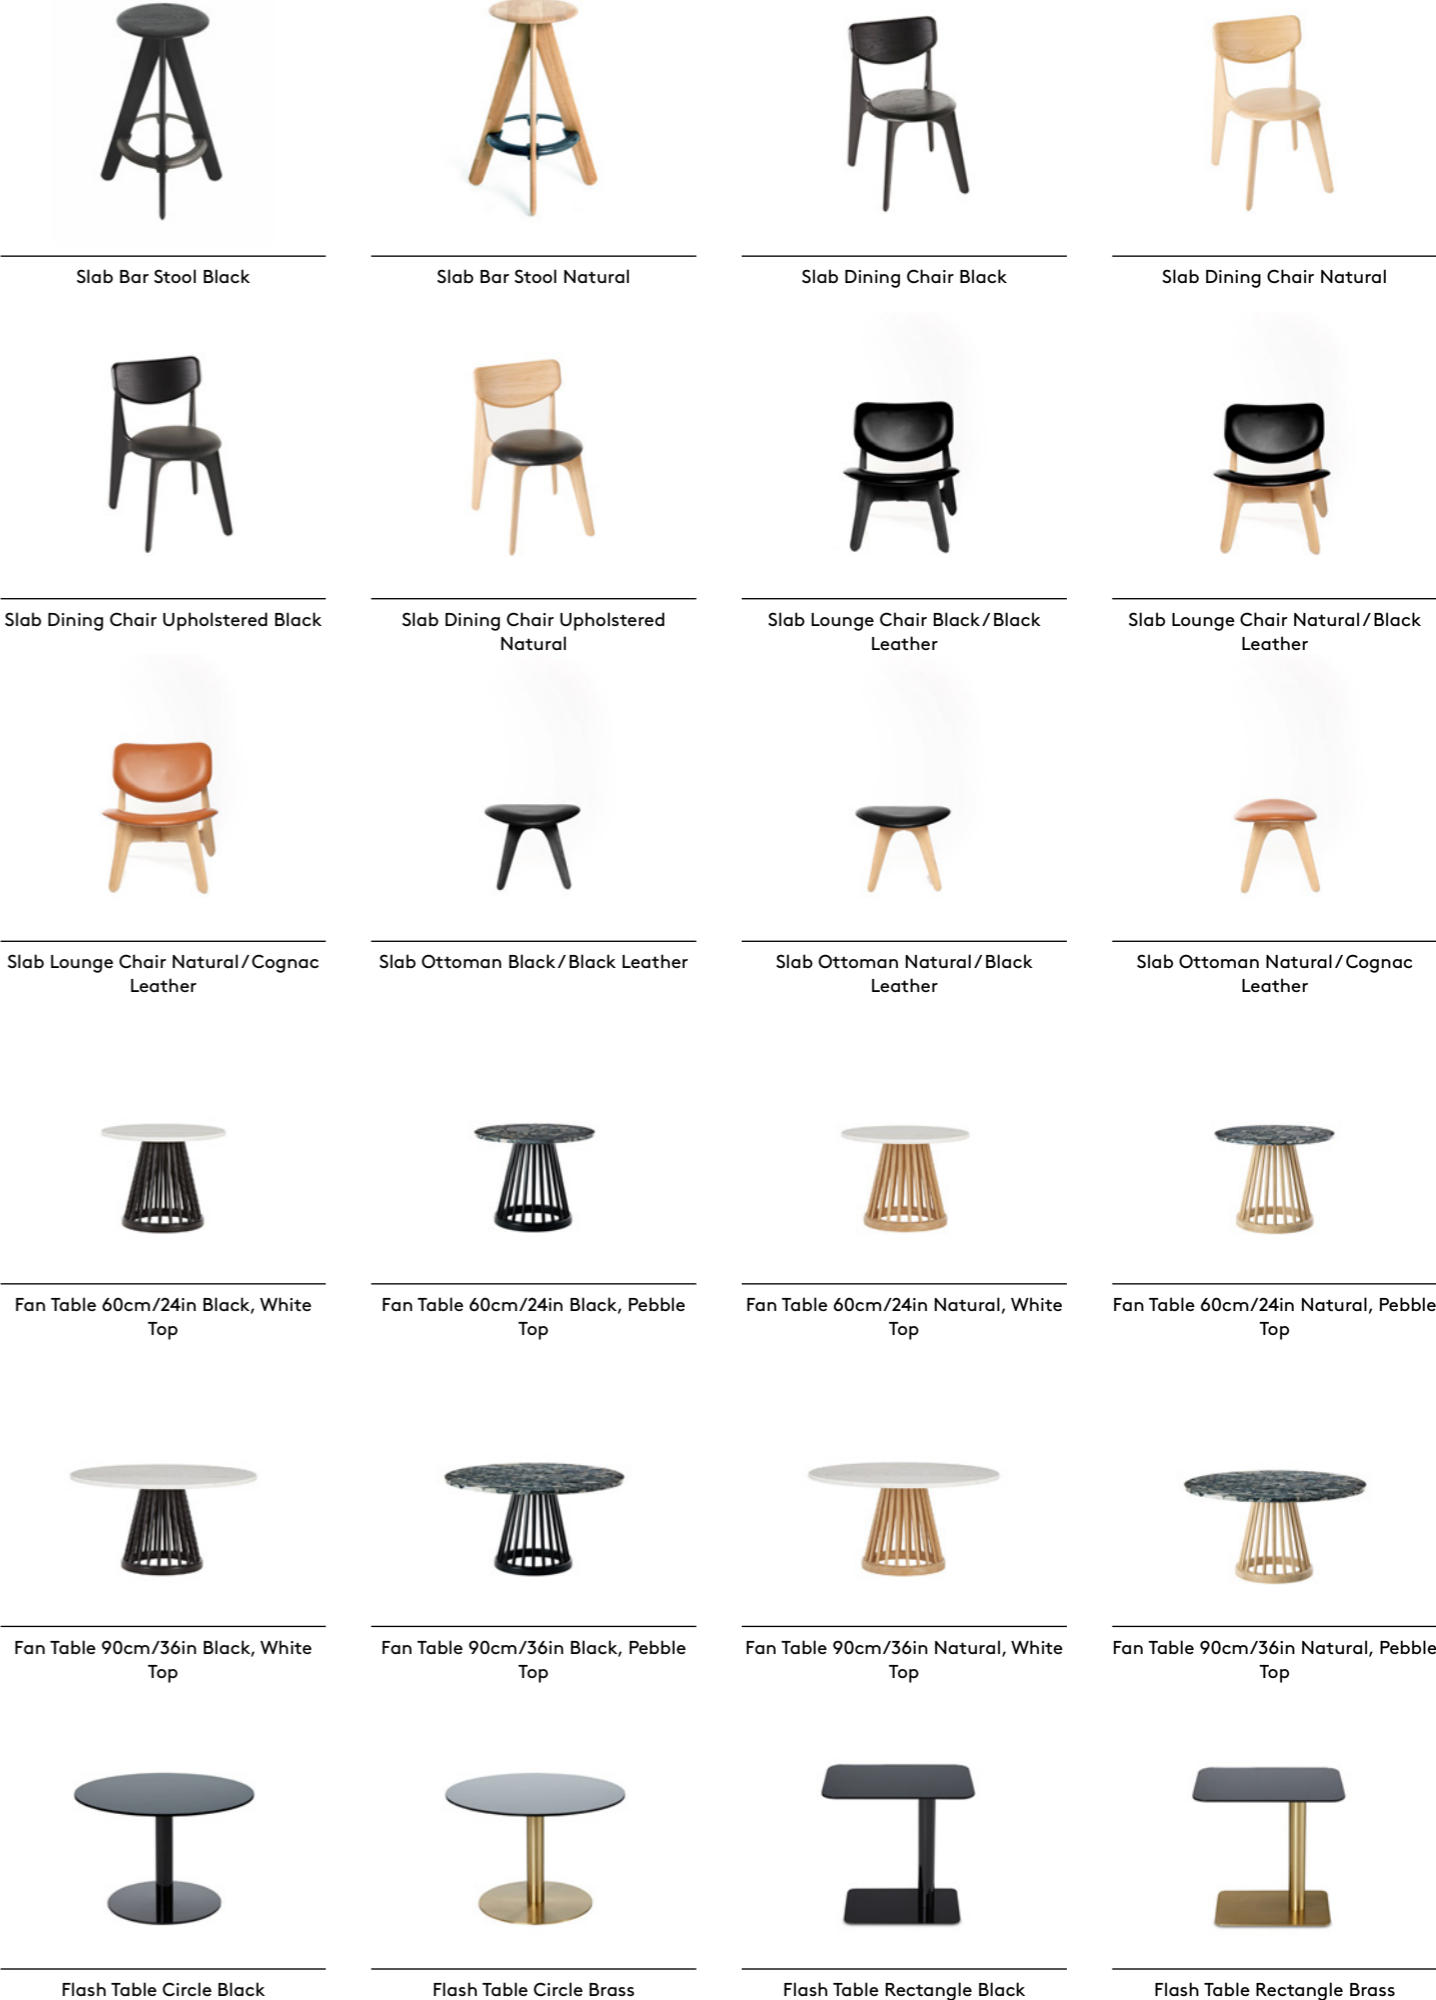 Slab Bar Stool Black
Slab Bar Stool Natural
Slab Dining Chair Black
Slab Dining Chair Natural
Slab Dining Chair Upholstered Black
Slab Dining Chair Upholstered
Natural
Slab Lounge Chair Black/Black
Leather
Slab Lounge Chair Natural/Black
Leather
Slab Lounge Chair Natural/Cognac
Leather
Slab Ottoman Black/Black Leather
Slab Ottoman Natural/Black
Leather
Slab Ottoman Natural/Cognac
Leather
Fan Table 60cm/24in Black, White
Top
Fan Table 60cm/24in Black, Pebble
Top
Fan Table 60cm/24in Natural, White
Top
Fan Table 60cm/24in Natural, Pebble
Top
Fan Table 90cm/36in Black, White
Top
Fan Table 90cm/36in Black, Pebble
Top
Fan Table 90cm/36in Natural, White
Top
Fan Table 90cm/36in Natural, Pebble
Top
Flash Table Circle Black
Flash Table Circle Brass
Flash Table Rectangle Black
Flash Table Rectangle Brass